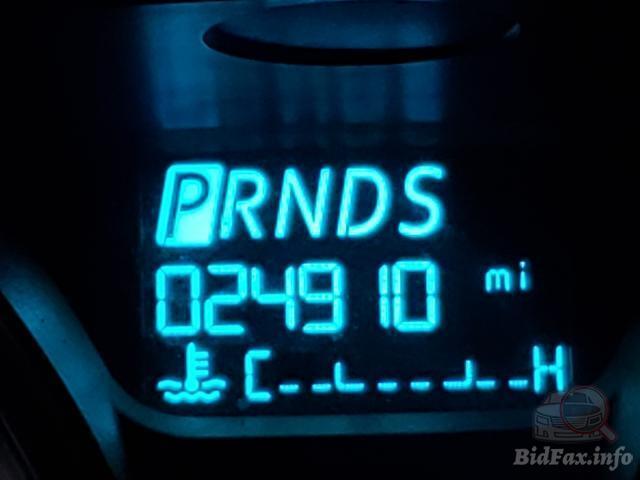 PRNDS
024910 mi
C H
BidFax.info